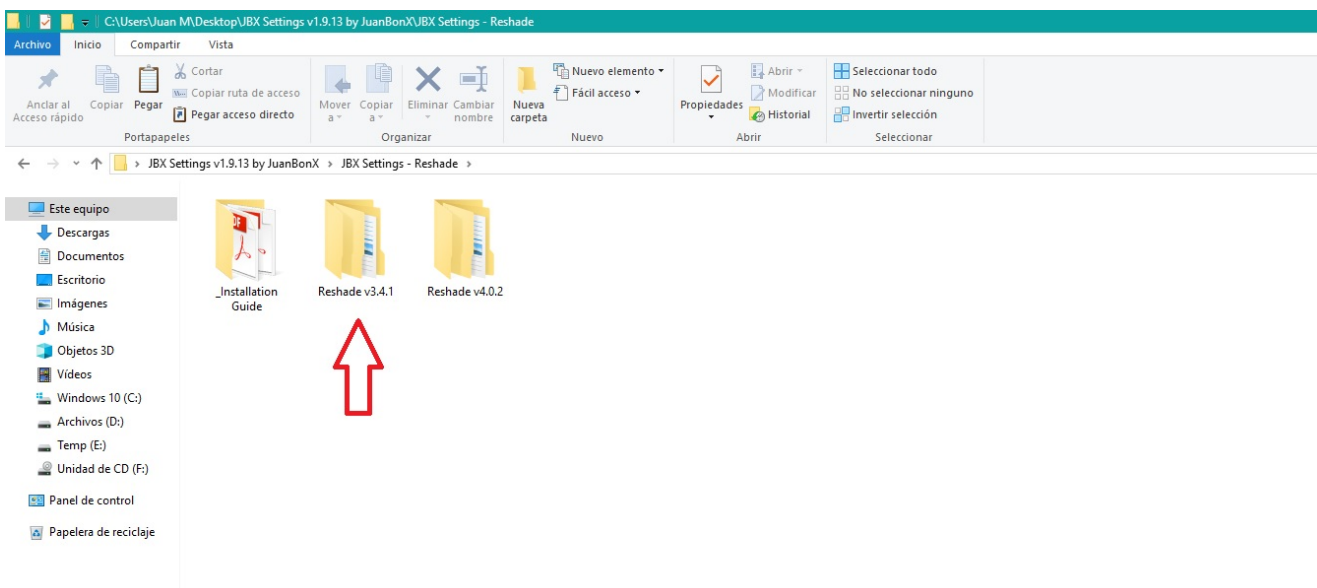 C:\Users\Juan M\Desktop\JBX Settings v1.9.13 by JuanBonX\JBX Settings - Reshade
Archivo Inicio Compartir Vista
Anclar al
Acceso rápido
Copiar
Pegar
Cortar
Copiar ruta de acceso
Pegar acceso directo
Portapapeles
Mover
a
Copiar
a
Eliminar
Cambiar
nombre
Organizar
Nueva
carpeta
Nuevo elemento
Fácil acceso
Nuevo
Propiedades
Abrir
Modificar
Historial
Abrir
Seleccionar todo
No seleccionar ninguno
Invertir selección
Seleccionar
JBX Settings v1.9.13 by JuanBonX › JBX Settings - Reshade ›
Este equipo
Descargas
Documentos
Escritorio
Imágenes
Música
Objetos 3D
Vídeos
Windows 10 (C:)
Archivos (D:)
Temp (E:)
Unidad de CD (F:)
Panel de control
Papelera de reciclaje
_Installation
Guide
Reshade v3.4.1
Reshade v4.0.2